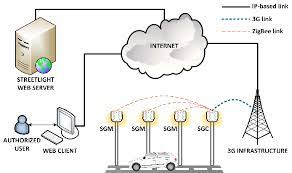 IP-based link
3G link
ZigBee link
INTERNET
STREETLIGHT
WEB SERVER
AUTHORIZED
USER
WEB CLIENT
SGM
SGM
SGM
SGC
3G INFRASTRUCTURE